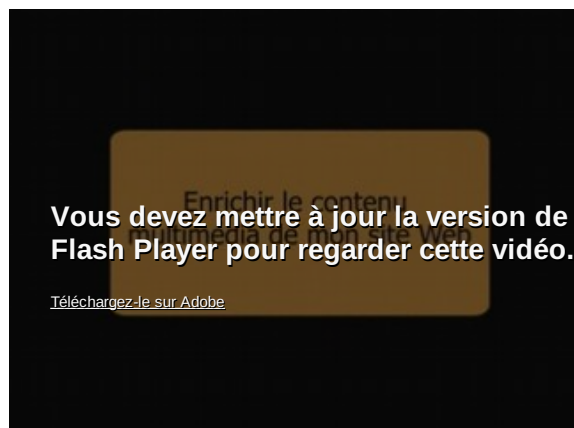 Enrichir le contenu
multimédia de mon site Web
Vous devez mettre à jour la version de
Flash Player pour regarder cette vidéo.
Téléchargez-le sur Adobe